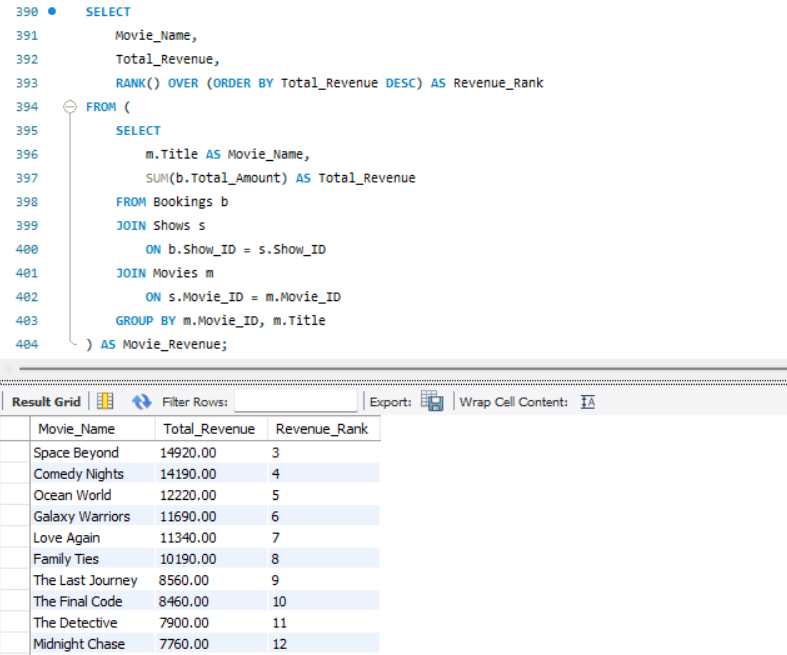 390 SELECT
391 Movie_Name,
392 Total_Revenue,
393 RANK() OVER (ORDER BY Total_Revenue DESC) AS Revenue_Rank
394 FROM (
395 SELECT
396 m.Title AS Movie_Name,
397 SUM(b.Total_Amount) AS Total_Revenue
398 FROM Bookings b
399 JOIN Shows s
400 ON b.Show_ID = s.Show_ID
401 JOIN Movies m
402 ON s.Movie_ID = m.Movie_ID
403 GROUP BY m.Movie_ID, m.Title
404 ) AS Movie_Revenue;
Result Grid Filter Rows: Export: Wrap Cell Content: IA
Movie_Name Total_Revenue Revenue_Rank
Space Beyond 14920.00 3
Comedy Nights 14190.00 4
Ocean World 12220.00 5
Galaxy Warriors 11690.00 6
Love Again 11340.00 7
Family Ties 10190.00 8
The Last Journey 8560.00 9
The Final Code 8460.00 10
The Detective 7900.00 11
Midnight Chase 7760.00 12